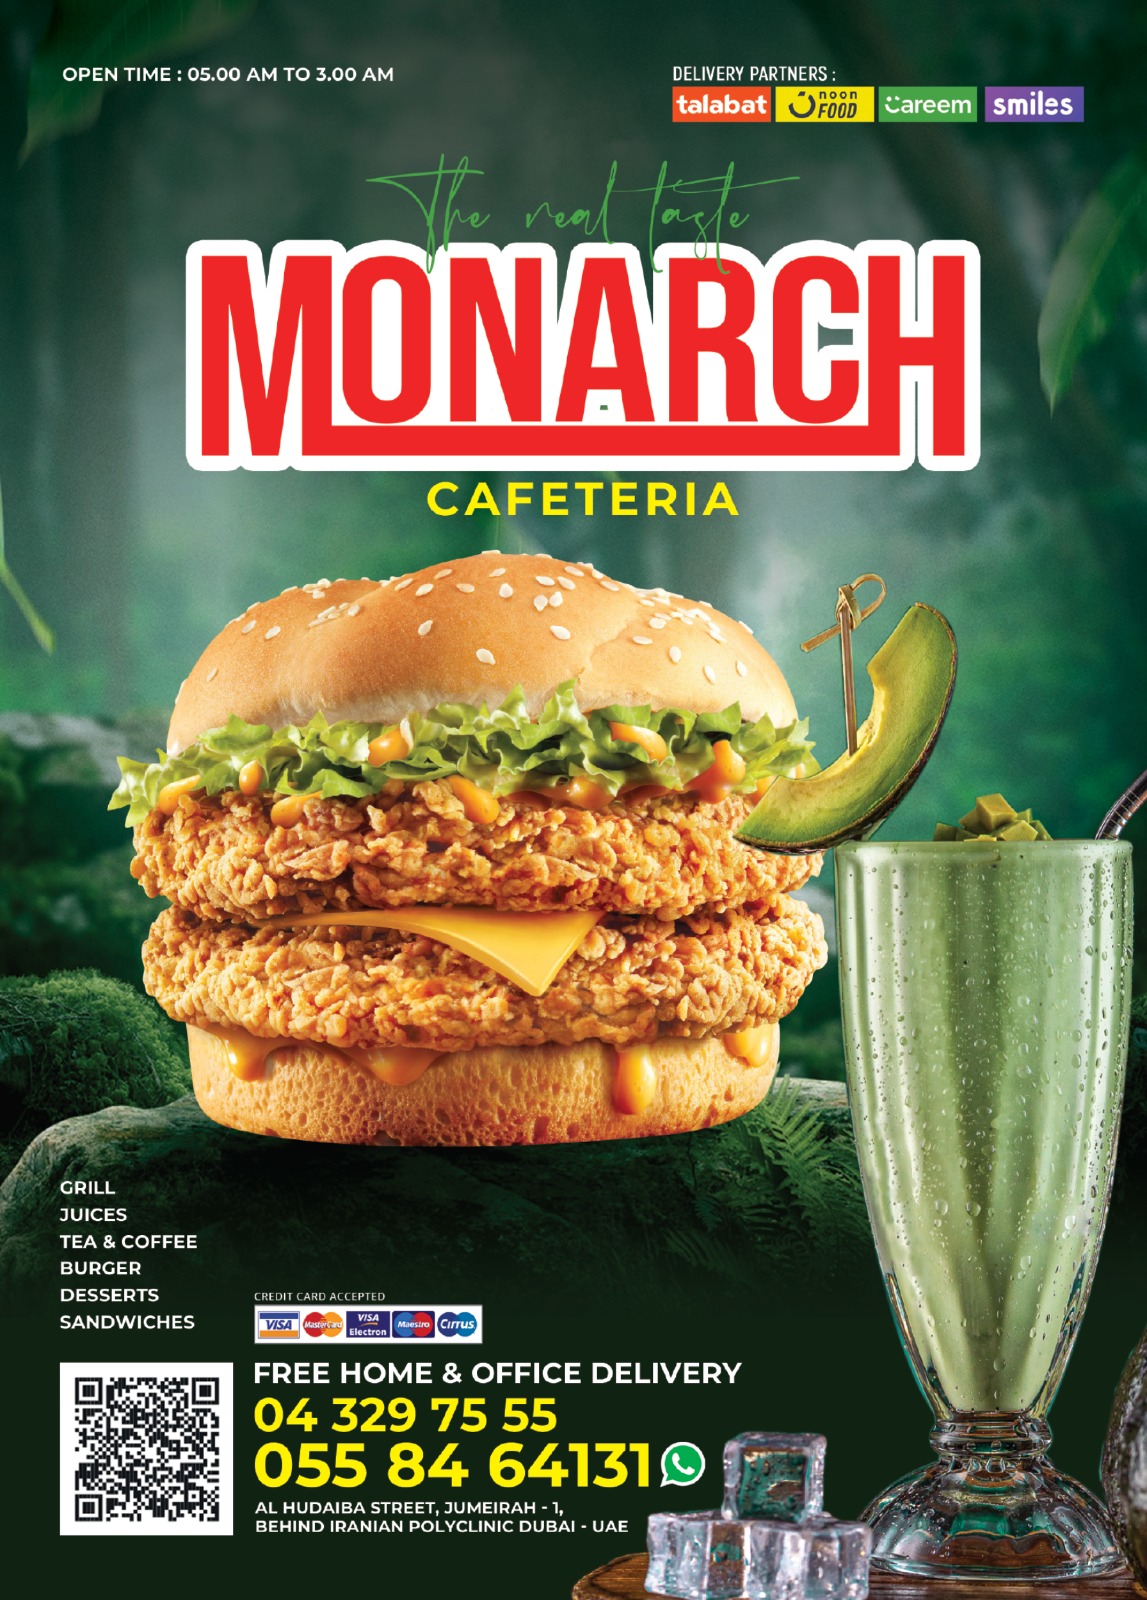 OPEN TIME : 05.00 AM TO 3.00 AM
DELIVERY PARTNERS :
talabat noon FOOD Careem smiles
The real taste
MONARCH
CAFETERIA
GRILL
JUICES
TEA & COFFEE
BURGER
DESSERTS
SANDWICHES
CREDIT CARD ACCEPTED
VISA MasterCard VISA Electron Maestro Cirrus
FREE HOME & OFFICE DELIVERY
04 329 75 55
055 84 64131
AL HUDAIBA STREET, JUMEIRAH - 1,
BEHIND IRANIAN POLYCLINIC DUBAI - UAE